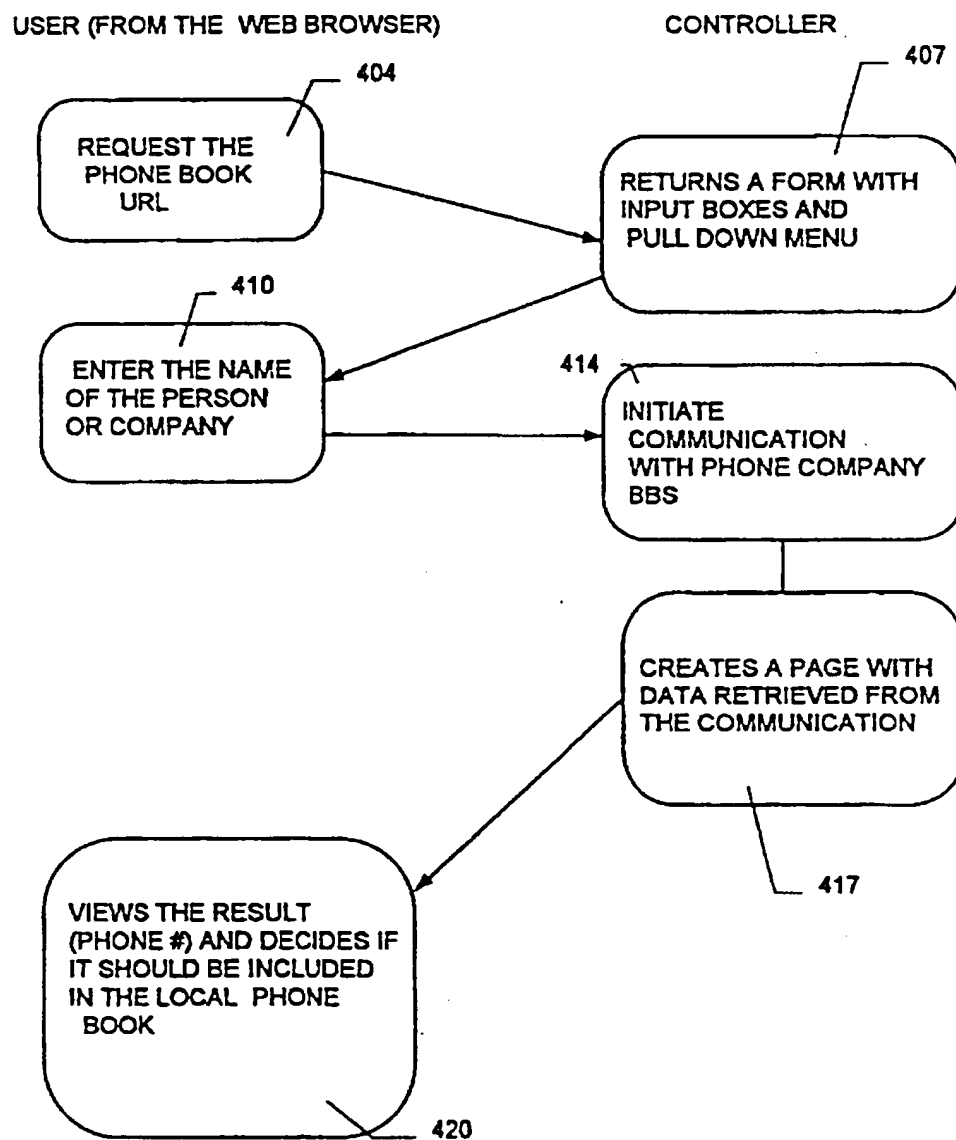 USER (FROM THE WEB BROWSER)
CONTROLLER
404
407
REQUEST THE
PHONE BOOK
URL
RETURNS A FORM WITH
INPUT BOXES AND
PULL DOWN MENU
410
ENTER THE NAME
OF THE PERSON
OR COMPANY
414
INITIATE
COMMUNICATION
WITH PHONE COMPANY
BBS
CREATES A PAGE WITH
DATA RETRIEVED FROM
THE COMMUNICATION
417
VIEWS THE RESULT
(PHONE #) AND DECIDES IF
IT SHOULD BE INCLUDED
IN THE LOCAL PHONE
BOOK
420